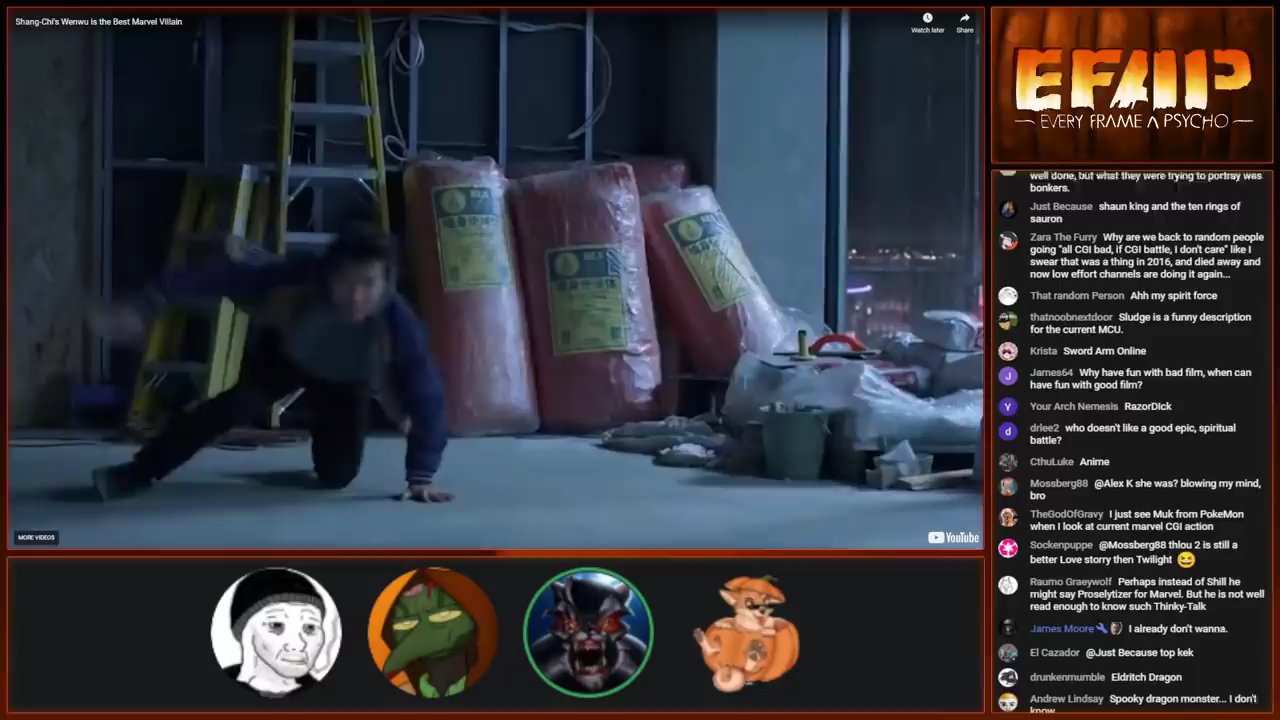 Shang-Chi's Wenwu is the Best Marvel Villain
Watch later
Share
MORE VIDEOS
YouTube
EFAP
EVERY FRAME A PSYCHO
well done, but what they were trying to portray was
bonkers.
Just Because shaun king and the ten rings of
sauron
Zara The Furry Why are we back to random people
going "all CGI bad, if CGI battle, I don't care" like I
swear that was a thing in 2016, and died away and
now low effort channels are doing it again...
That random Person Ahh my spirit force
thatnoobnextdoor Sludge is a funny description
for the current MCU.
Krista Sword Arm Online
J
James64 Why have fun with bad film, when can
have fun with good film?
Y
Your Arch Nemesis RazorDIck
d
drlee2 who doesn't like a good epic, spiritual
battle?
CthuLuke Anime
Mossberg88 @Alex K she was? blowing my mind,
bro
TheGodOfGravy I just see Muk from PokeMon
when I look at current marvel CGI action
Sockenpuppe @Mossberg88 thlou 2 is still a
better Love storry then Twilight 😆
Raumo Graeywolf Perhaps instead of Shill he
might say Proselytizer for Marvel. But he is not well
read enough to know such Thinky-Talk
James Moore I already don't wanna.
El Cazador @Just Because top kek
drunkenmumble Eldritch Dragon
Andrew Lindsay Spooky dragon monster... I don't
know